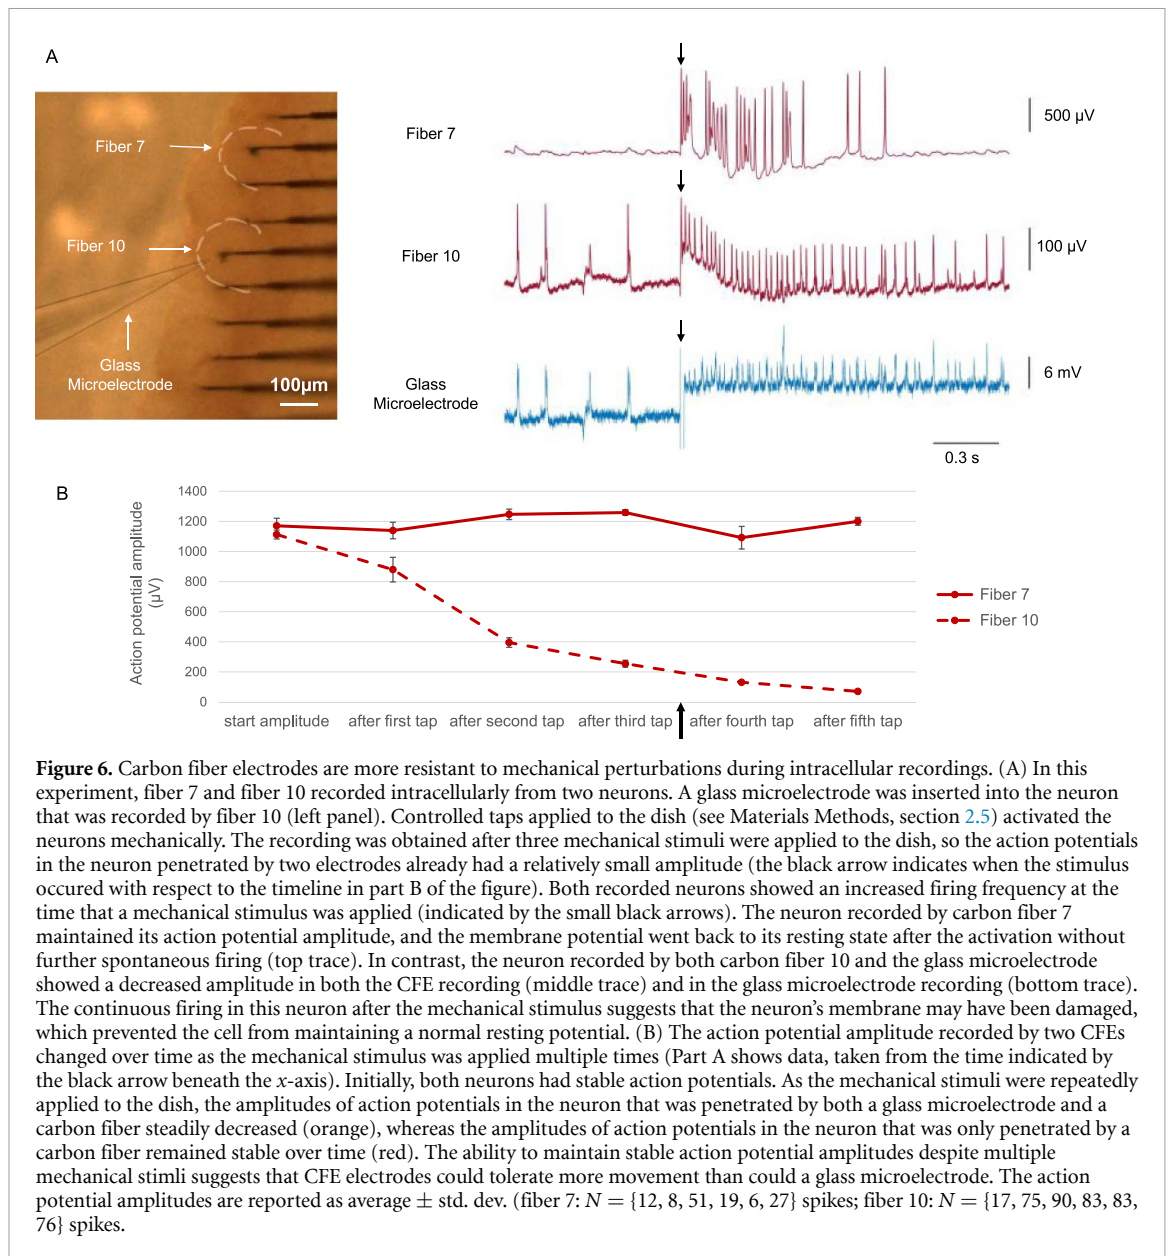 A
Fiber 7
Fiber 10
Glass
Microelectrode
100μm
Fiber 7
500 μV
Fiber 10
100 μV
Glass
Microelectrode
6 mV
0.3 s
B
Action potential amplitude
(μV)
1400
1200
1000
800
600
400
200
0
start amplitude
after first tap
after second tap
after third tap
after fourth tap
after fifth tap
Fiber 7
Fiber 10
Figure 6. Carbon fiber electrodes are more resistant to mechanical perturbations during intracellular recordings. (A) In this
experiment, fiber 7 and fiber 10 recorded intracellularly from two neurons. A glass microelectrode was inserted into the neuron
that was recorded by fiber 10 (left panel). Controlled taps applied to the dish (see Materials Methods, section 2.5) activated the
neurons mechanically. The recording was obtained after three mechanical stimuli were applied to the dish, so the action potentials
in the neuron penetrated by two electrodes already had a relatively small amplitude (the black arrow indicates when the stimulus
occured with respect to the timeline in part B of the figure). Both recorded neurons showed an increased firing frequency at the
time that a mechanical stimulus was applied (indicated by the small black arrows). The neuron recorded by carbon fiber 7
maintained its action potential amplitude, and the membrane potential went back to its resting state after the activation without
further spontaneous firing (top trace). In contrast, the neuron recorded by both carbon fiber 10 and the glass microelectrode
showed a decreased amplitude in both the CFE recording (middle trace) and in the glass microelectrode recording (bottom trace).
The continuous firing in this neuron after the mechanical stimulus suggests that the neuron's membrane may have been damaged,
which prevented the cell from maintaining a normal resting potential. (B) The action potential amplitude recorded by two CFEs
changed over time as the mechanical stimulus was applied multiple times (Part A shows data, taken from the time indicated by
the black arrow beneath the x-axis). Initially, both neurons had stable action potentials. As the mechanical stimuli were repeatedly
applied to the dish, the amplitudes of action potentials in the neuron that was penetrated by both a glass microelectrode and a
carbon fiber steadily decreased (orange), whereas the amplitudes of action potentials in the neuron that was only penetrated by a
carbon fiber remained stable over time (red). The ability to maintain stable action potential amplitudes despite multiple
mechanical stimli suggests that CFE electrodes could tolerate more movement than could a glass microelectrode. The action
potential amplitudes are reported as average ± std. dev. (fiber 7: N = {12, 8, 51, 19, 6, 27} spikes; fiber 10: N = {17, 75, 90, 83, 83,
76} spikes.